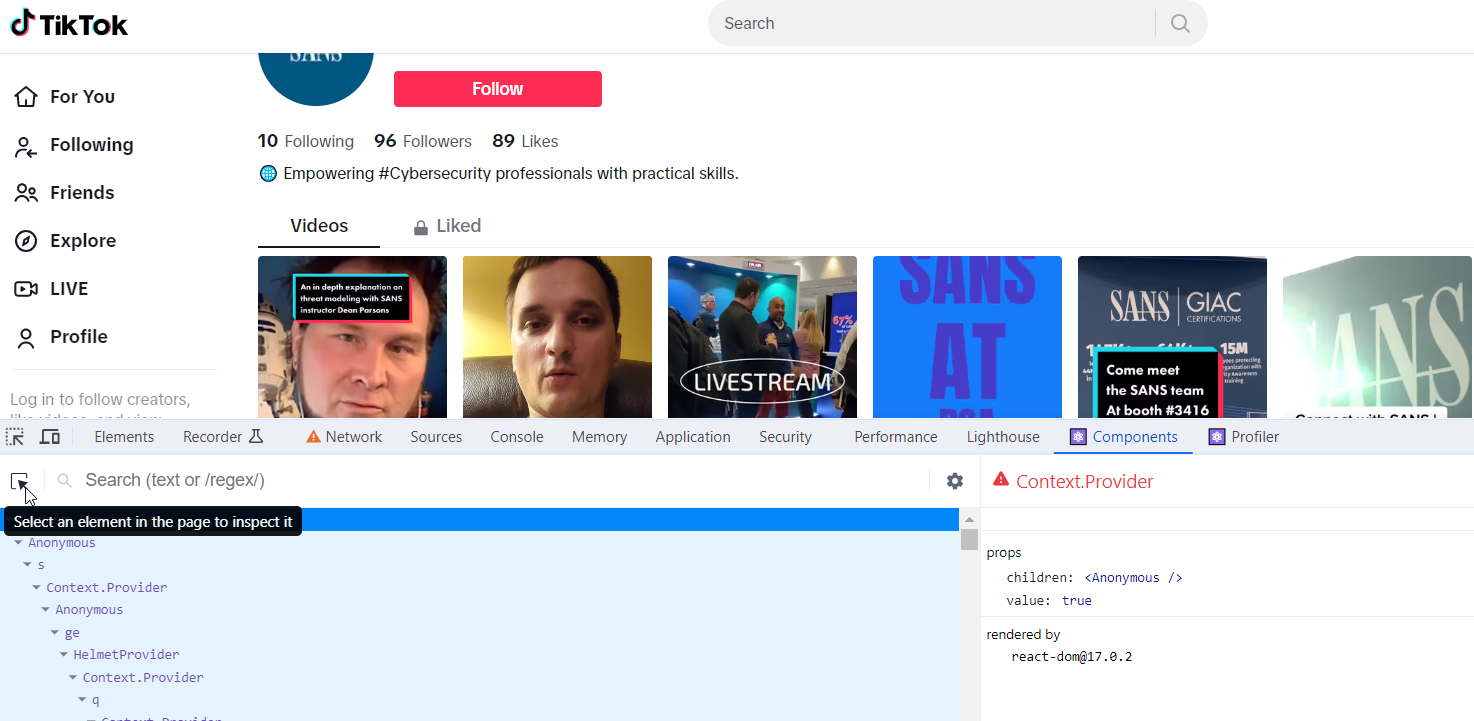 TikTok
Search
For You
Following
Friends
Explore
LIVE
Profile
Log in to follow creators,
SANS
Follow
10 Following 96 Followers 89 Likes
Empowering #Cybersecurity professionals with practical skills.
Videos
Liked
An in depth explanation on
threat modeling with SANS
instructor Dean Parsons
ON AIR
67%
LIVESTREAM
SANS
AT
SANS | GIAC
CERTIFICATIONS
15M
Come meet
the SANS team
At booth #3416
SANS
Connect with SANS |
Elements Recorder Network Sources Console Memory Application Security Performance Lighthouse Components Profiler
Search (text or /regex/)
Select an element in the page to inspect it
Anonymous
s
Context.Provider
Anonymous
ge
HelmetProvider
Context.Provider
q
Context.Provider
Context.Provider
props
children: <Anonymous />
value: true
rendered by
react-dom@17.0.2